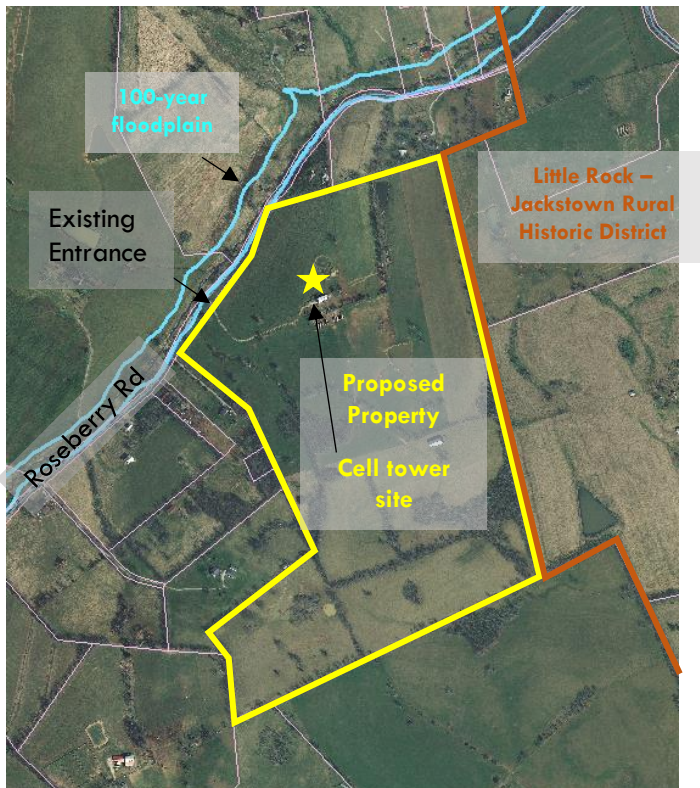 100-year
floodplain
Existing
Entrance
Little Rock –
Jackstown Rural
Historic District
Proposed
Property
Cell tower
site
Roseberry Rd